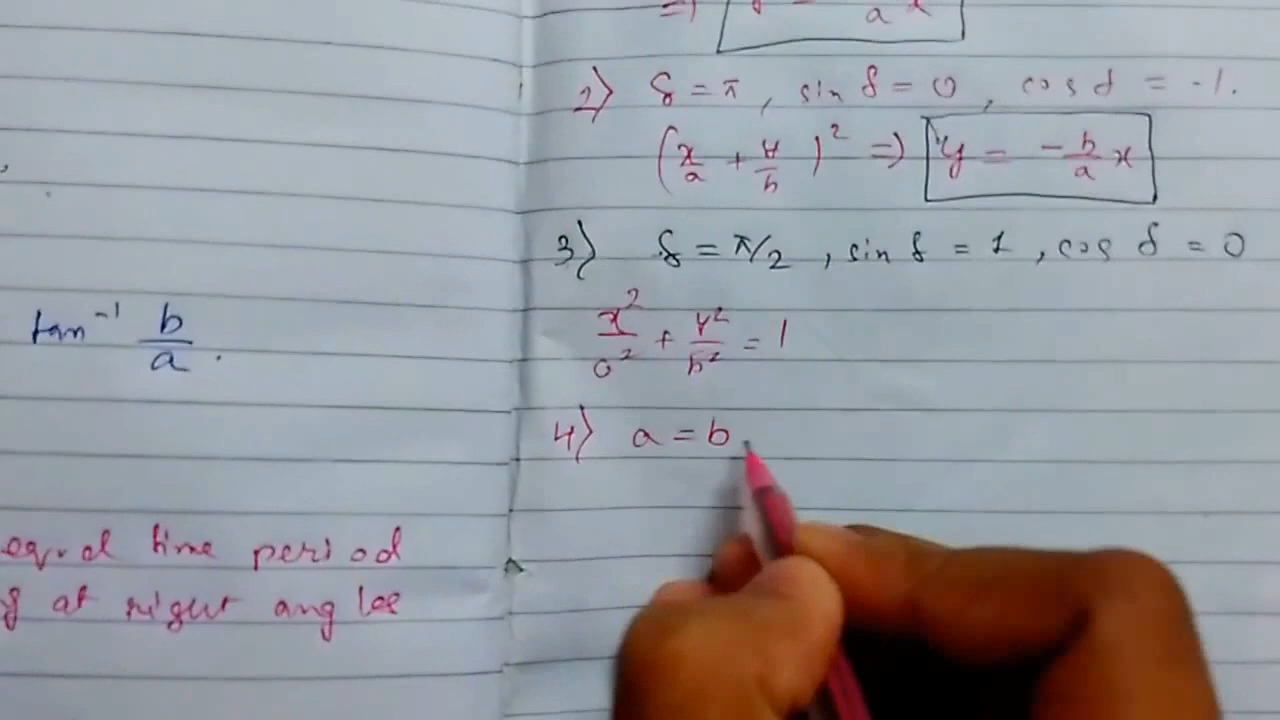 tan⁻¹ b/a .
equal time period
g at right angles
a x
2) δ = π , sin δ = 0 , cos δ = -1.
(x/a + y/b)² => y = - b/a x
3) δ = π/2 , sin δ = 1 , cos δ = 0
x²/a² + y²/b² = 1
4) a = b